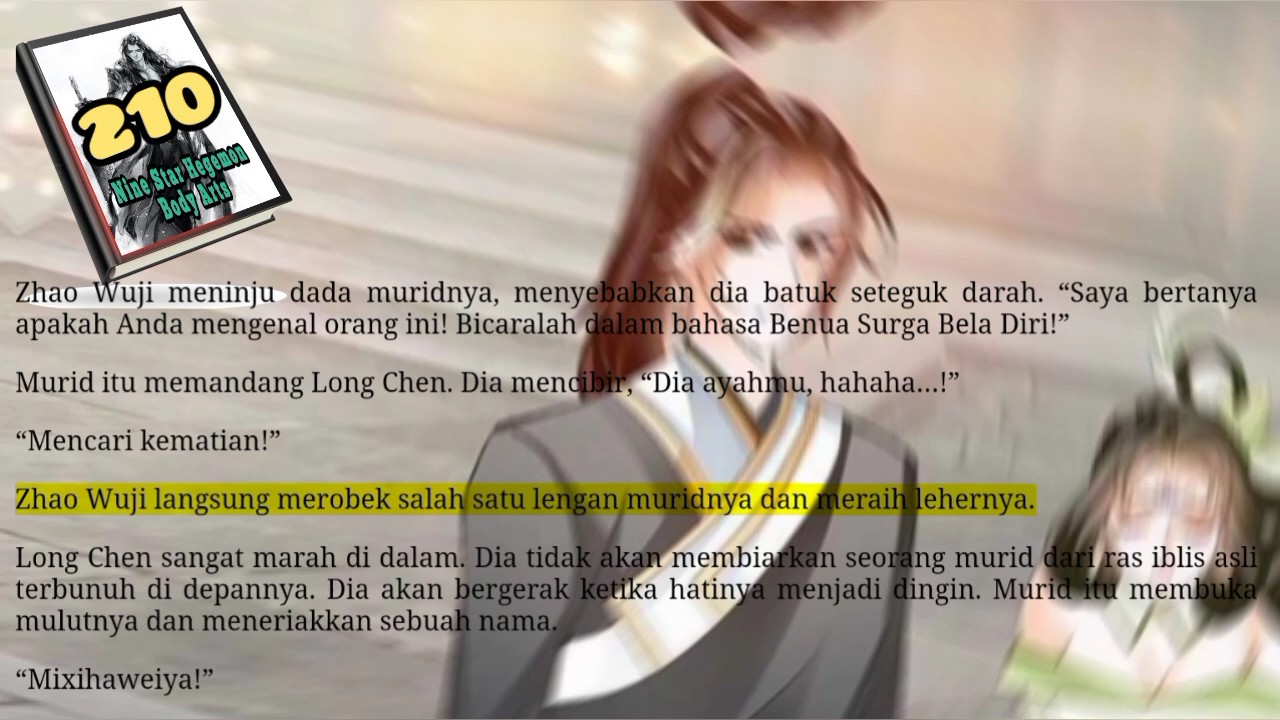 210
Nine Star Hegemon
Body Arts
Zhao Wuji meninju dada muridnya, menyebabkan dia batuk seteguk darah. “Saya bertanya
apakah Anda mengenal orang ini! Bicaralah dalam bahasa Benua Surga Bela Diri!”
Murid itu memandang Long Chen. Dia mencibir, “Dia ayahmu, hahaha…!”
“Mencari kematian!”
Zhao Wuji langsung merobek salah satu lengan muridnya dan meraih lehernya.
Long Chen sangat marah di dalam. Dia tidak akan membiarkan seorang murid dari ras iblis asli
terbunuh di depannya. Dia akan bergerak ketika hatinya menjadi dingin. Murid itu membuka
mulutnya dan meneriakkan sebuah nama.
“Mixihaweiya!”